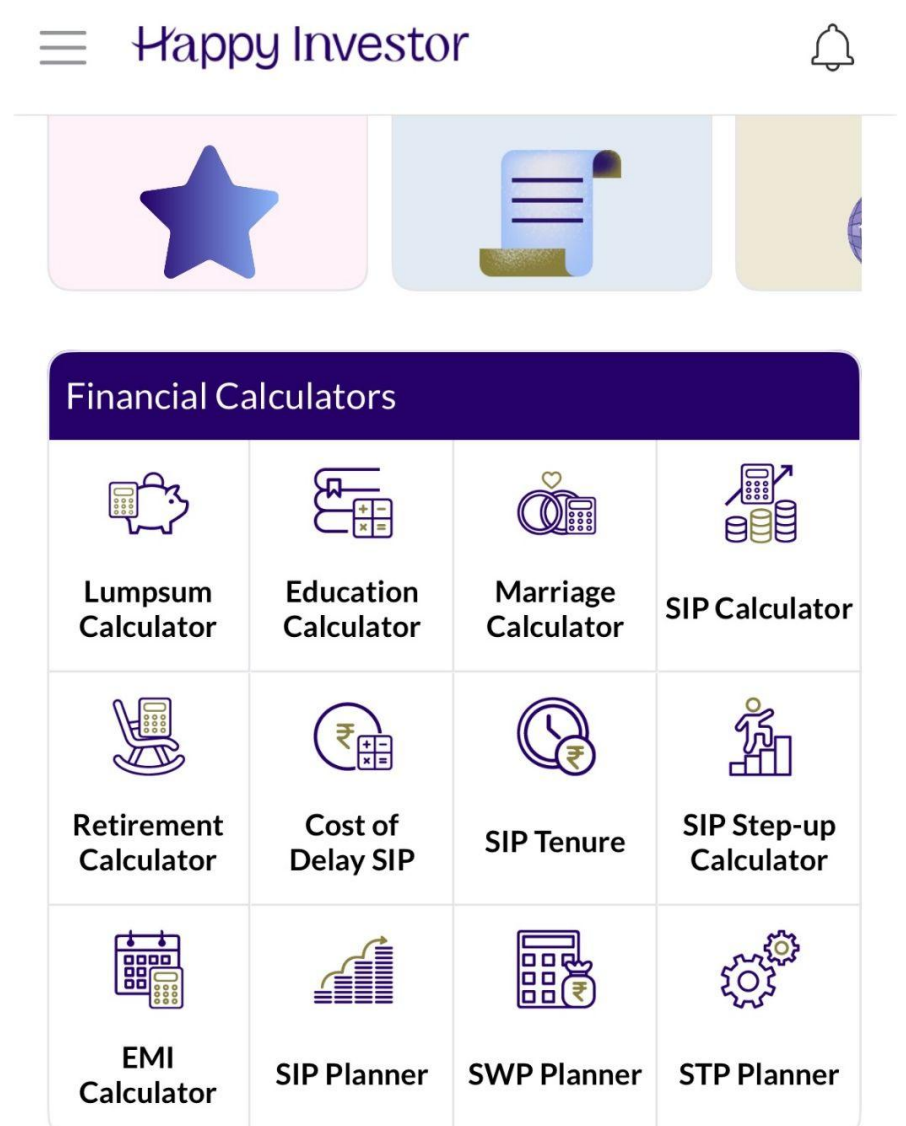 Happy Investor
Financial Calculators
Lumpsum
Calculator
Education
Calculator
Marriage
Calculator
SIP Calculator
Retirement
Calculator
Cost of
Delay SIP
SIP Tenure
SIP Step-up
Calculator
EMI
Calculator
SIP Planner
SWP Planner
STP Planner